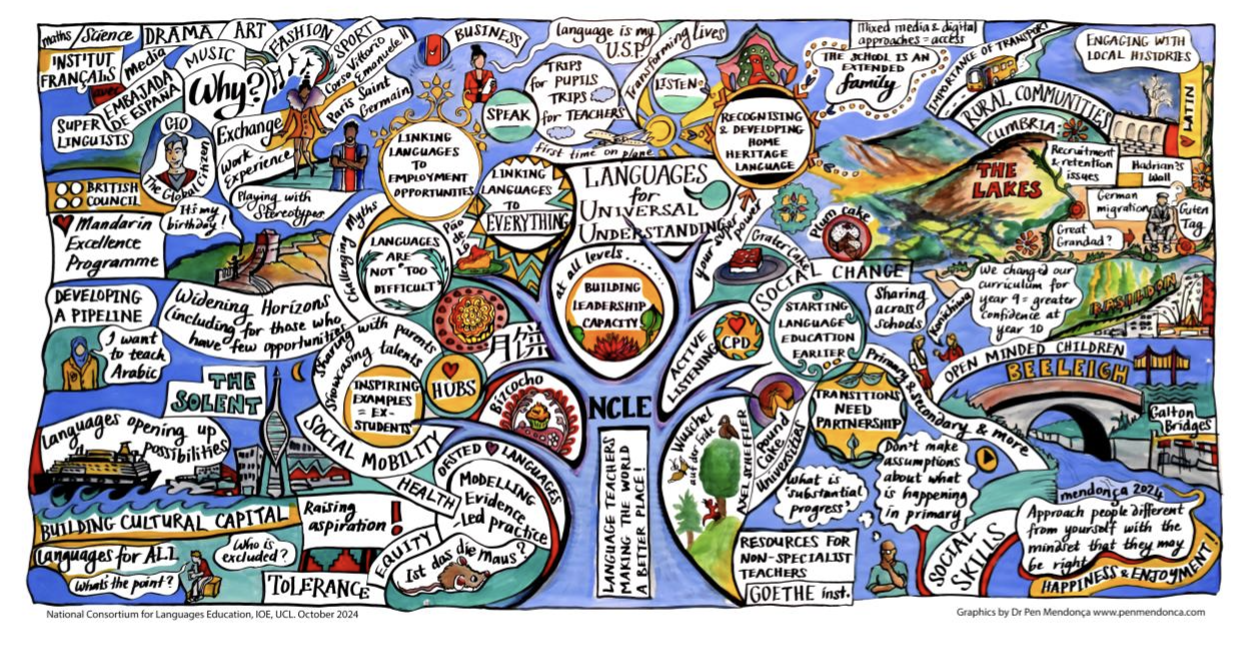 maths / Science
DRAMA
ART
FASHION
SPORT
Corso Vittorio
Emanuele II
Paris Saint
Germain
INSTITUT
FRANÇAIS
avec
Media
MUSIC
EMBAJADA
DE ESPAÑA
Why?
SUPER
LINGUISTS
GIO
The Global Citizen
Exchange
Work
Experience
Playing with
Stereotypes
BRITISH
COUNCIL
It's my
birthday!
Mandarin
Excellence
Programme
DEVELOPING
A PIPELINE
I want
to teach
Arabic
Widening Horizons
(including for those who
have few opportunities
THE
SOLENT
Languages opening up
possibilities
BUILDING CULTURAL CAPITAL
Languages for ALL
What's the point?
Who is
excluded?
Raising
aspiration
!
TOLERANCE
EQUITY
HEALTH
SOCIAL MOBILITY
Ist das die Maus?
OFSTED LANGUAGES
MODELLING
Evidence
-Led practice
INSPIRING
EXAMPLES
= EX-
STUDENTS
Showcasing talents
Sharing with parents
HUBS
Bizcocho
月饼
Challenging Myths
LANGUAGES
ARE
NOT "TOO
DIFFICULT"
Pão
de
Ló
LINKING
LANGUAGES
TO
EMPLOYMENT
OPPORTUNITIES
LINKING
LANGUAGES
TO
EVERYTHING
BUSINESS
Language is my
U.S.P.
SPEAK
TRIPS
for PUPILS
TRIPS
for TEACHERS
first time on plane
Transforming lives
LISTEN
RECOGNISING
& DEVELOPING
HOME
HERITAGE
LANGUAGE
your super power
LANGUAGES
for
UNIVERSAL
UNDERSTANDING
at all levels......
BUILDING
LEADERSHIP
CAPACITY
NCLE
LANGUAGE TEACHERS
MAKING THE WORLD
A BETTER PLACE!
Mixed media & digital
approaches = access
THE SCHOOL IS AN
EXTENDED
family
IMPORTANCE OF TRANSPORT
ENGAGING WITH
LOCAL HISTORIES
LATIN
RURAL COMMUNITIES
CUMBRIA:
THE
LAKES
Recruitment
& retention
issues
Hadrian's
Wall
German
migration
Guten
Tag
Great
Grandad?
Plum cake
Grater Cake
SOCIAL CHANGE
STARTING
LANGUAGE
EDUCATION
EARLIER
Sharing
across
Schools
Konichiwa
We changed our
curriculum for
year 9 = greater
confidence at
year 10
BASILDON
OPEN MINDED CHILDREN
BEELEIGH
Galton
Bridges
ACTIVE
LISTENING
CPD
Primary & secondary & more
TRANSITIONS
NEED
PARTNERSHIP
Pound
Cake
Universities
AXEL SCHEFFLER
What is
'substantial
progress'
Don't make
assumptions
about what
is happening
in primary
RESOURCES FOR
NON-SPECIALIST
TEACHERS
GOETHE inst.
SOCIAL
SKILLS
mendonça 2024
Approach people different
from yourself with the
mindset that they may
be right
HAPPINESS & ENJOYMENT!
National Consortium for Languages Education, IOE, UCL. October 2024
Graphics by Dr Pen Mendonça www.penmendonca.com